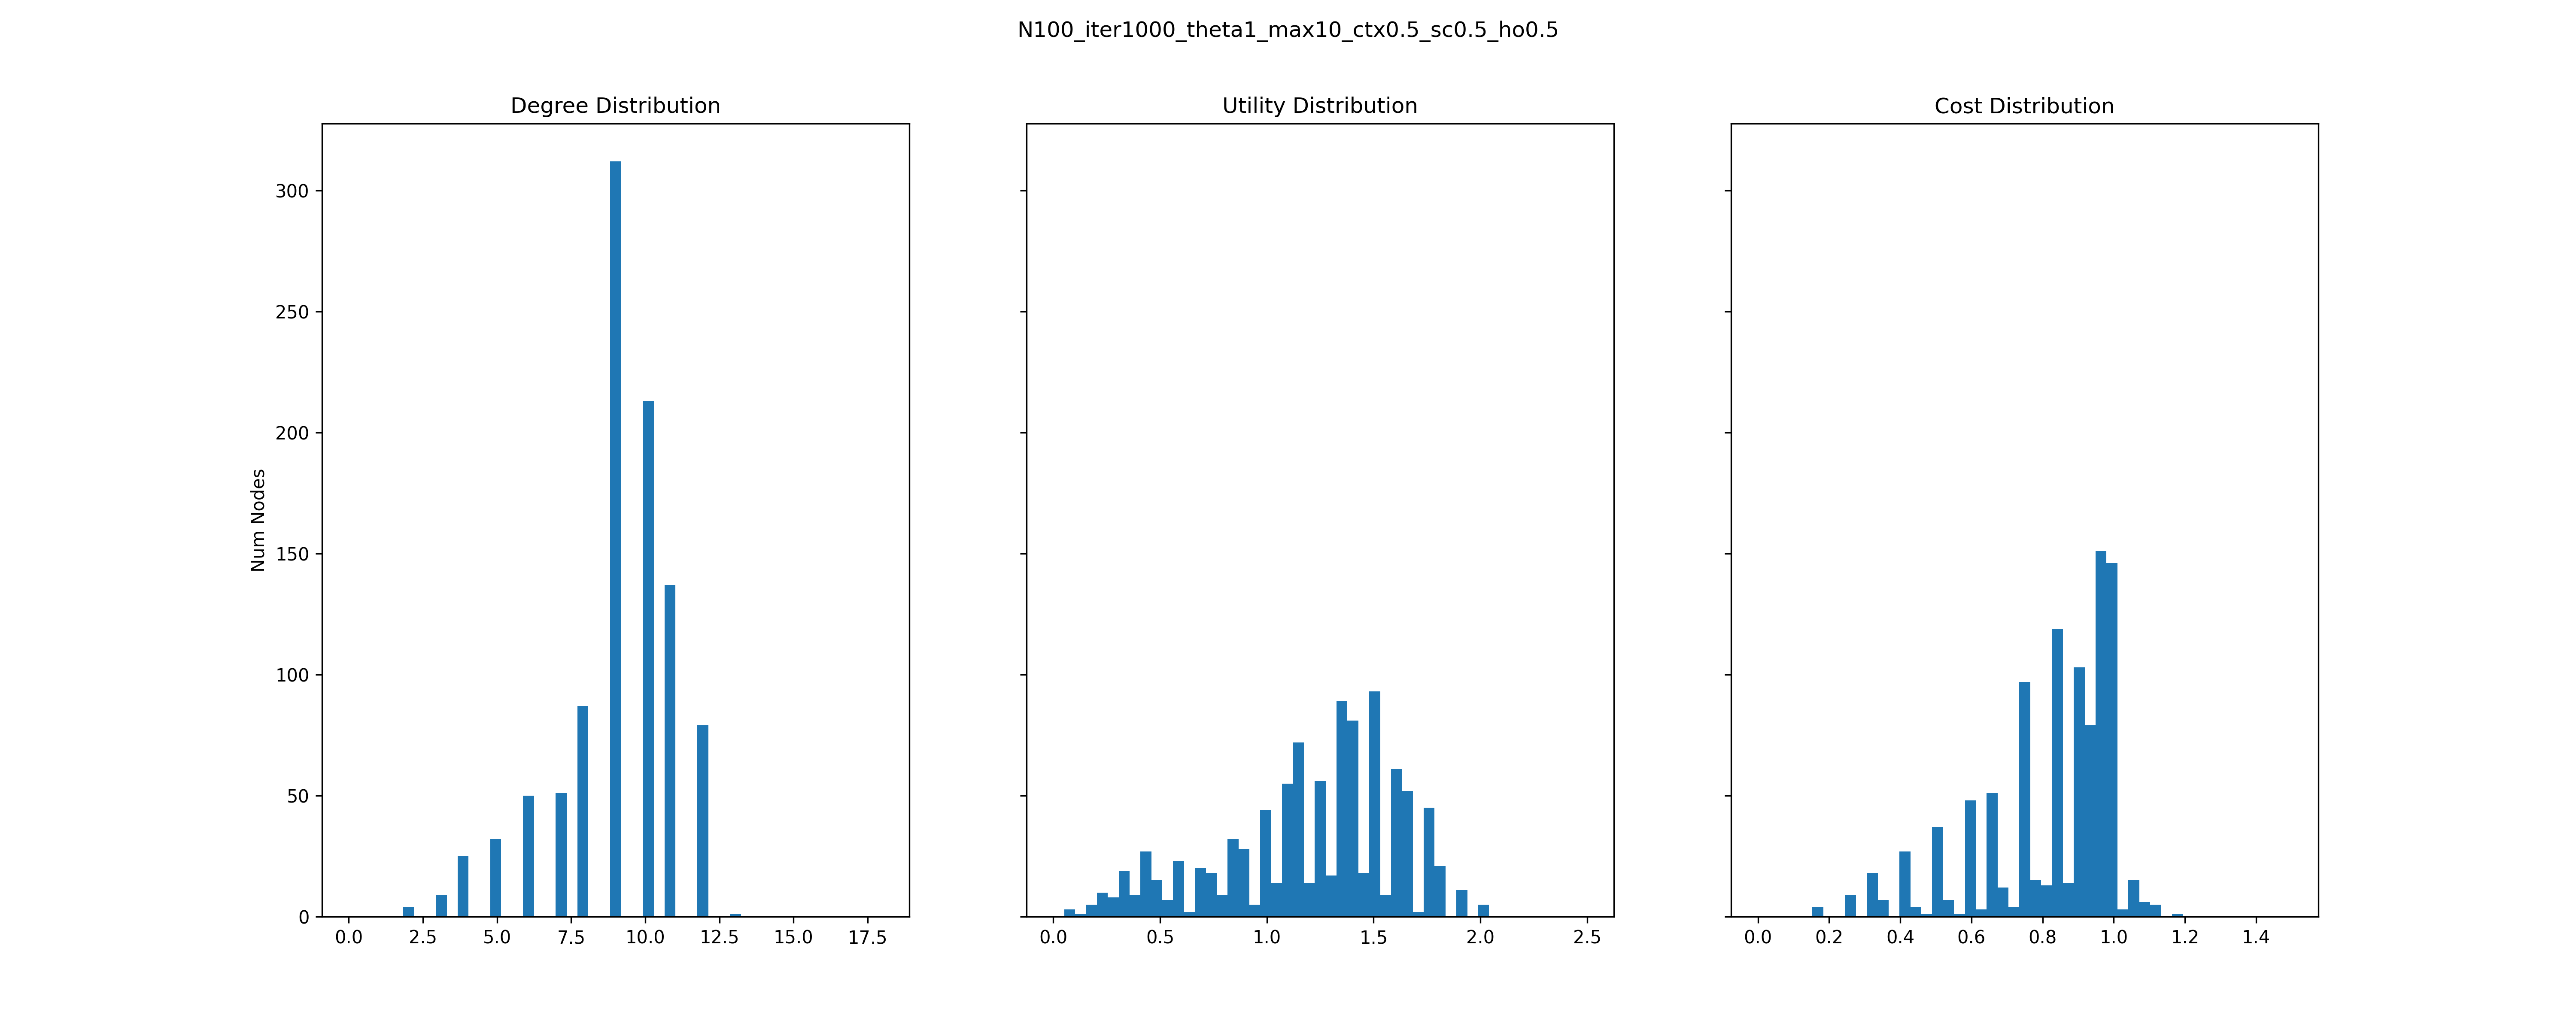 N100_iter1000_theta1_max10_ctx0.5_sc0.5_ho0.5
Degree Distribution
Utility Distribution
Cost Distribution
Num Nodes
300
250
200
150
100
50
0
0.0 2.5 5.0 7.5 10.0 12.5 15.0 17.5
0.0 0.5 1.0 1.5 2.0 2.5
0.0 0.2 0.4 0.6 0.8 1.0 1.2 1.4